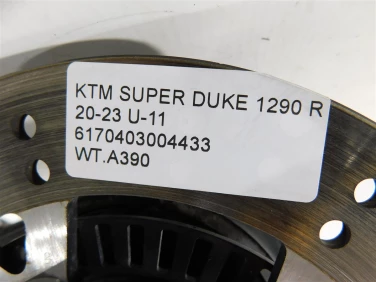 KTM SUPER DUKE 1290 R
20-23 U-11
6170403004433
WT.A390